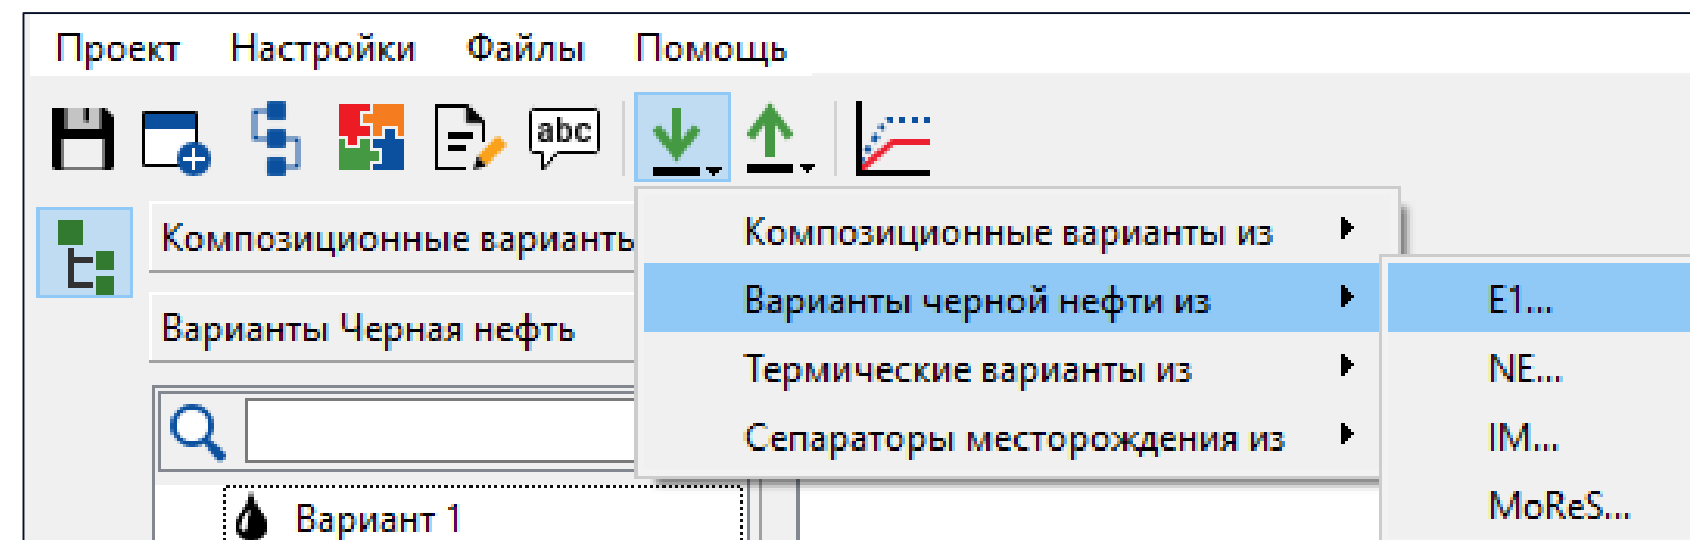 Проект Настройки Файлы Помощь
abc
Композиционные варианты
Варианты Черная нефть
Вариант 1
Композиционные варианты из
Варианты черной нефти из
Термические варианты из
Сепараторы месторождения из
E1...
NE...
IM...
MoReS...